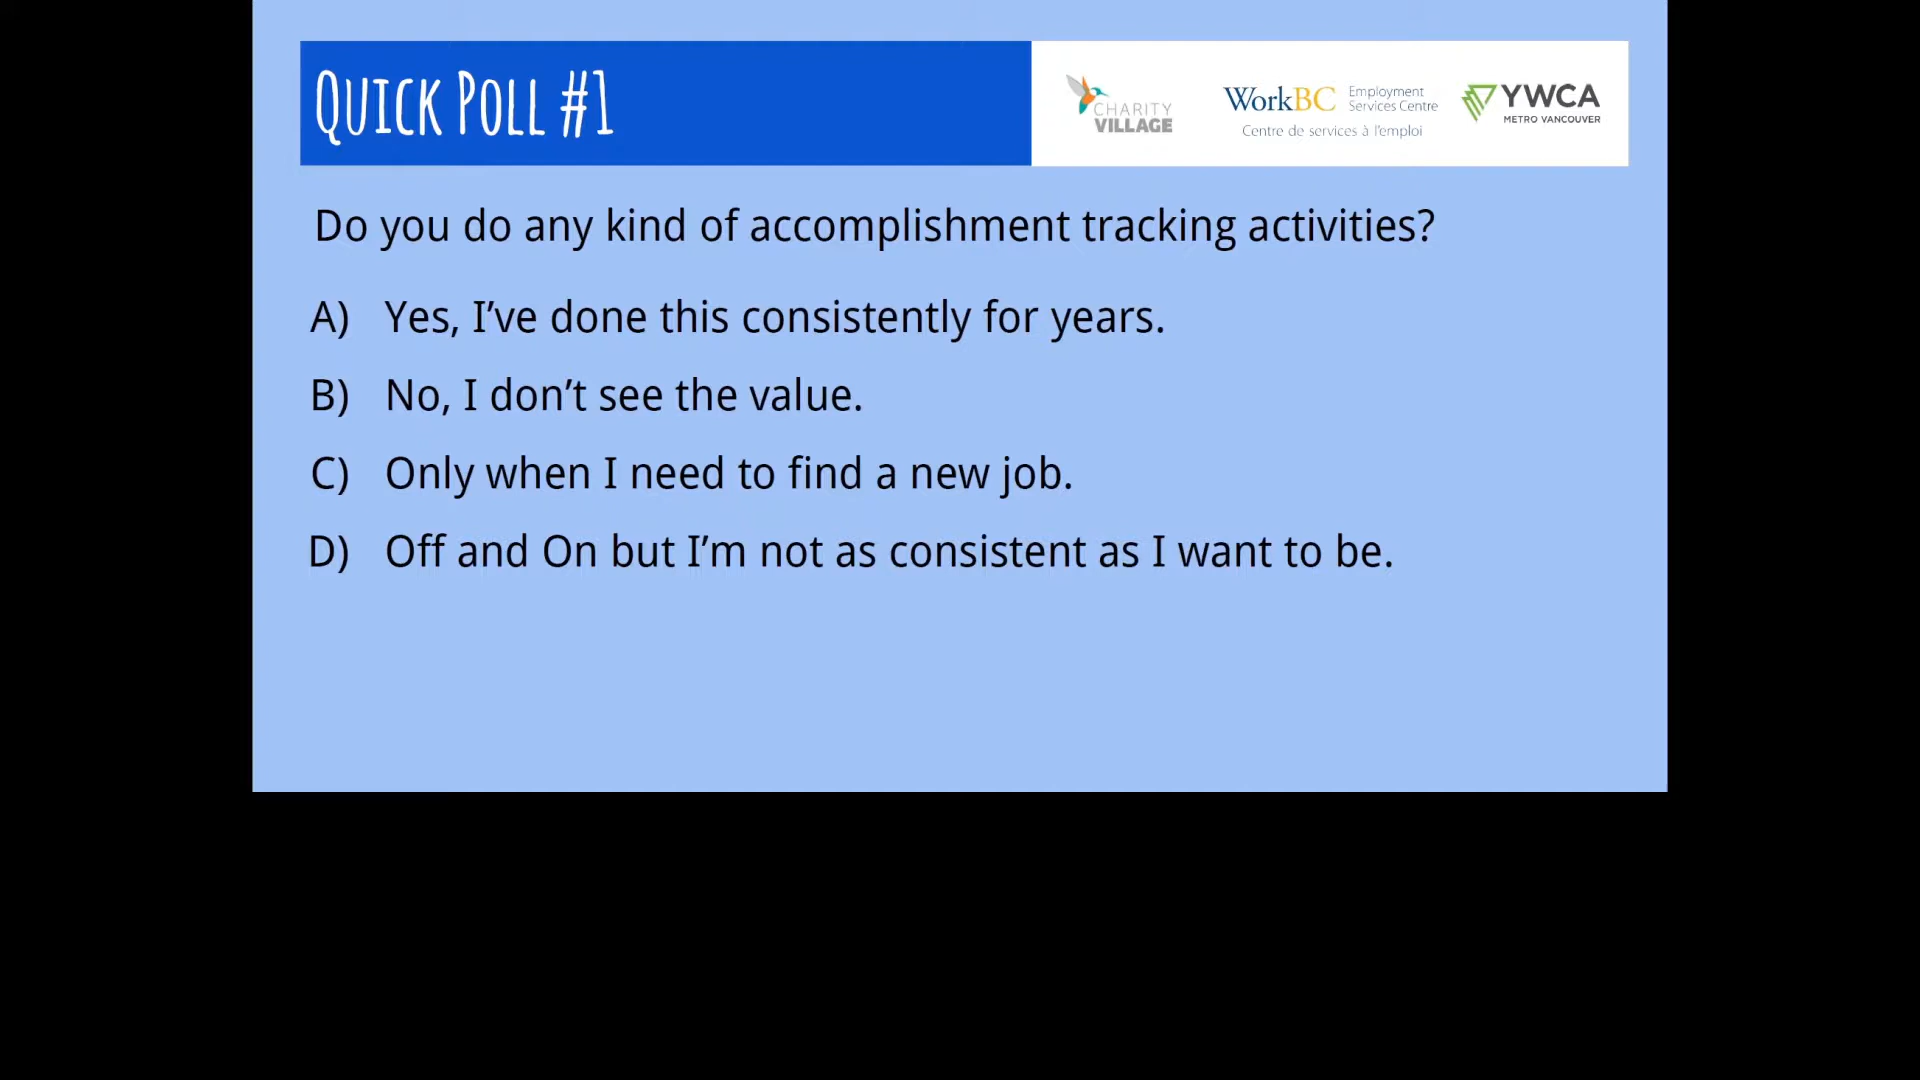 QUICK POLL #1
CHARITY
VILLAGE
WorkBC Employment
Services Centre
Centre de services à l'emploi
YWCA
METRO VANCOUVER
Do you do any kind of accomplishment tracking activities?
A) Yes, I’ve done this consistently for years.
B) No, I don’t see the value.
C) Only when I need to find a new job.
D) Off and On but I’m not as consistent as I want to be.